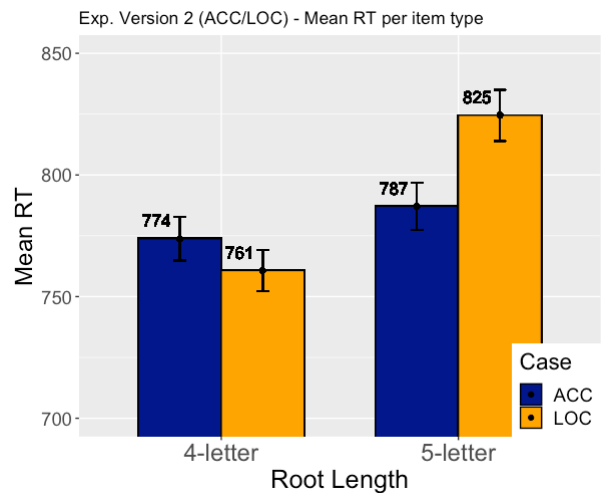 Exp. Version 2 (ACC/LOC) - Mean RT per item type
850
800
750
700
Mean RT
774
761
787
825
4-letter
5-letter
Root Length
Case
ACC
LOC